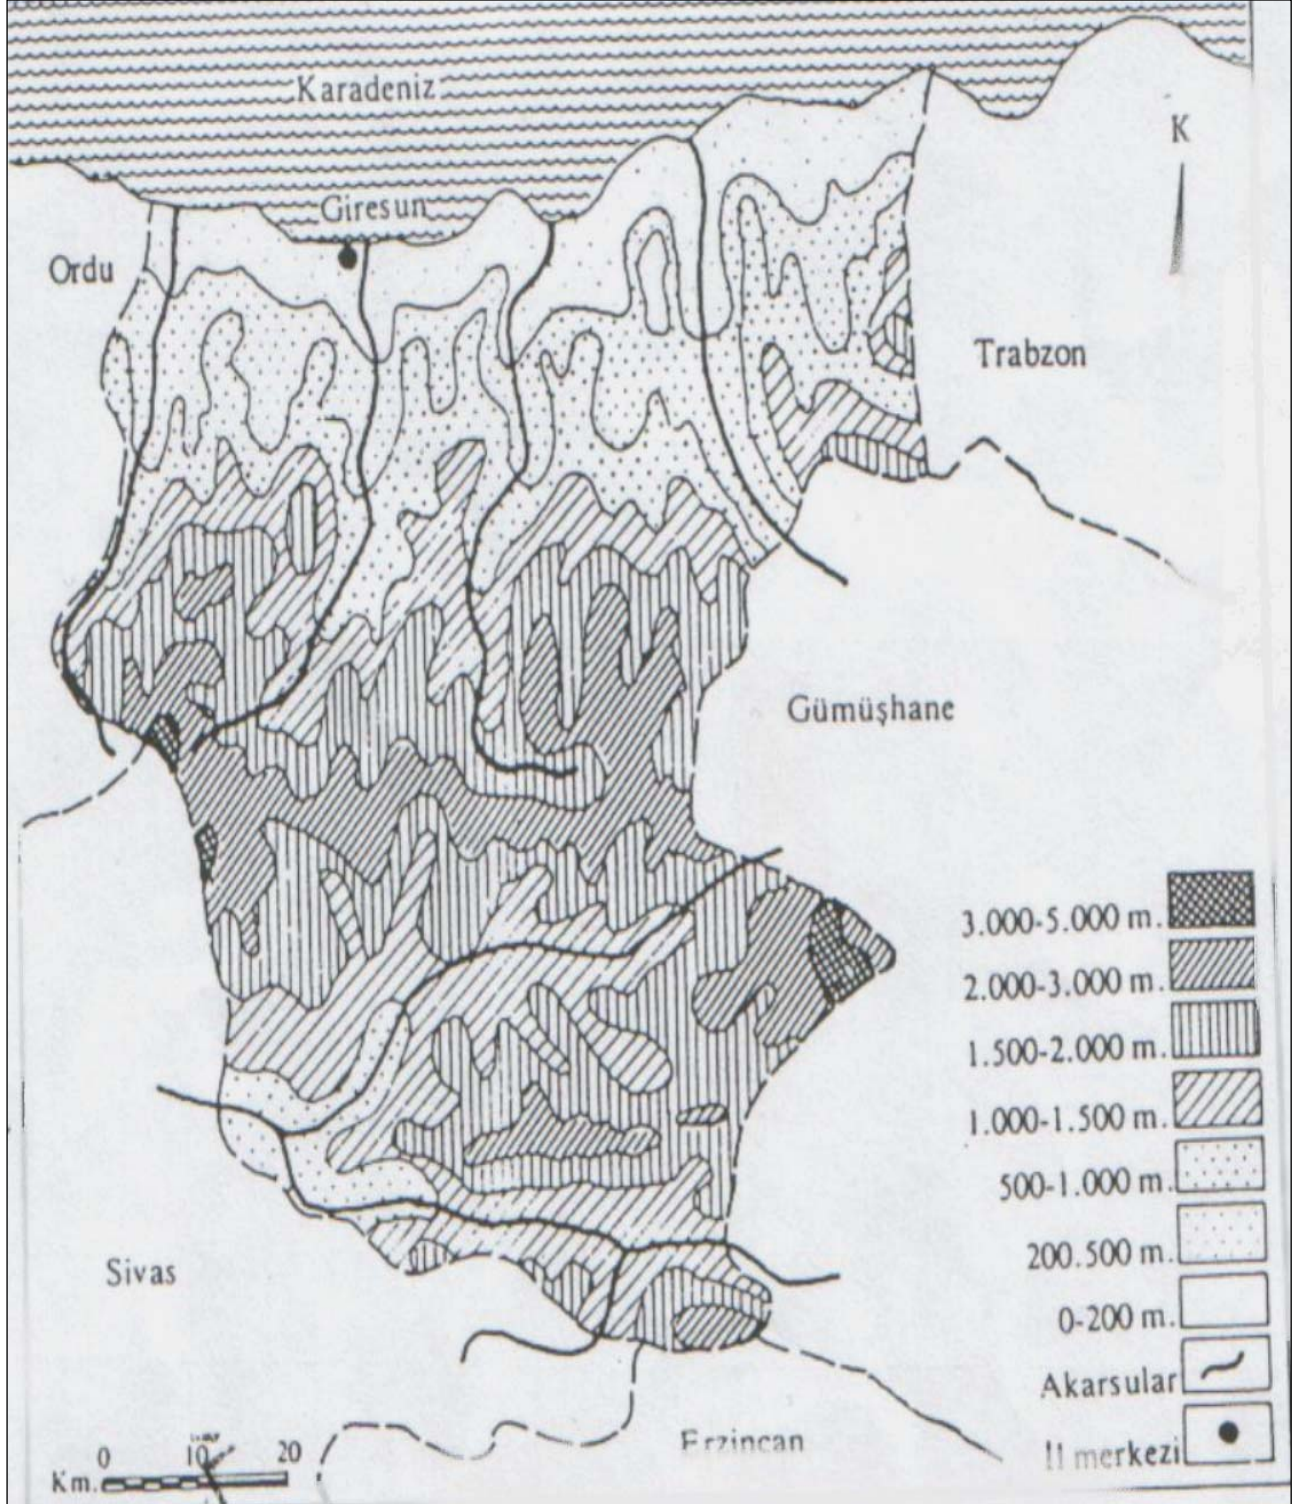 Karadeniz
K
Giresun
Ordu
Trabzon
Gümüşhane
3.000-5.000 m.
2.000-3.000 m.
1.500-2.000 m.
1.000-1.500 m.
500-1.000 m.
200.500 m.
0-200 m.
Akarsular
Il merkezi
Sivas
Erzincan
0 10 20
Km.